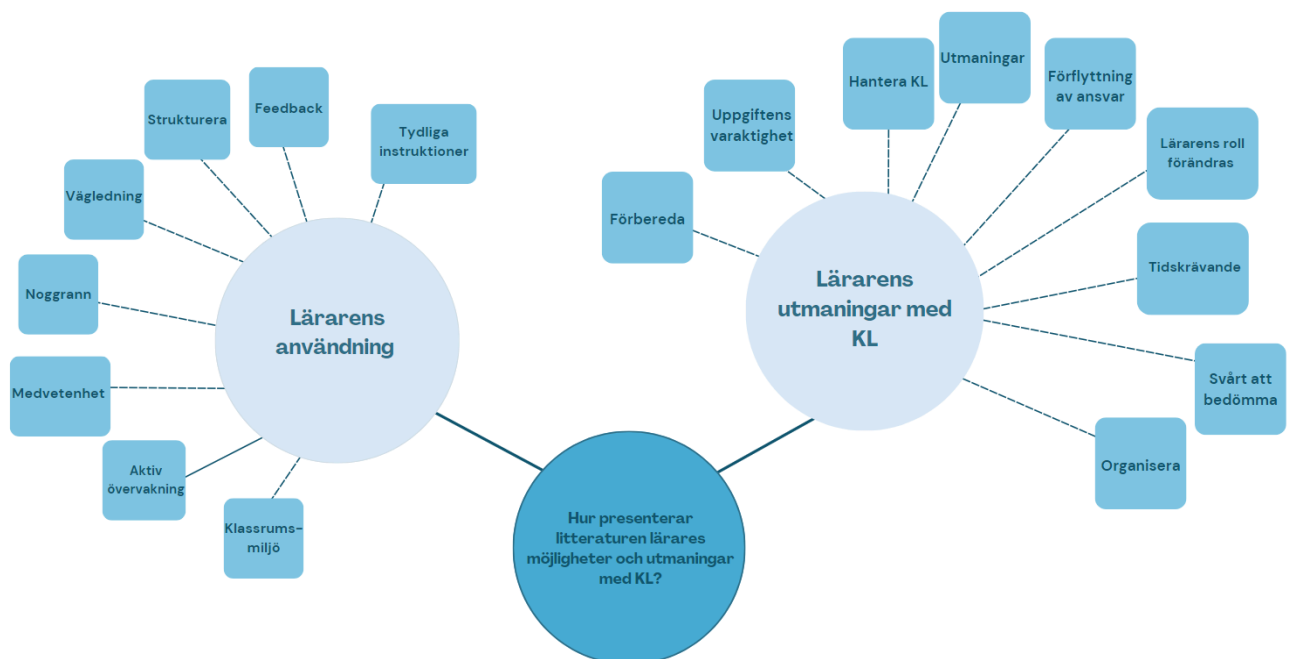 Feedback
Strukturera
Tydliga
instruktioner
Vägledning
Noggrann
Medvetenhet
Aktiv
övervakning
Klassrums-
miljö
Lärarens
användning
Förbereda
Uppgiftens
varaktighet
Hantera KL
Utmaningar
Förflyttning
av ansvar
Lärarens roll
förändras
Tidskrävande
Svårt att
bedömma
Organisera
Lärarens
utmaningar med
KL
Hur presenterar
litteraturen lärares
möjligheter och utmaningar
med KL?